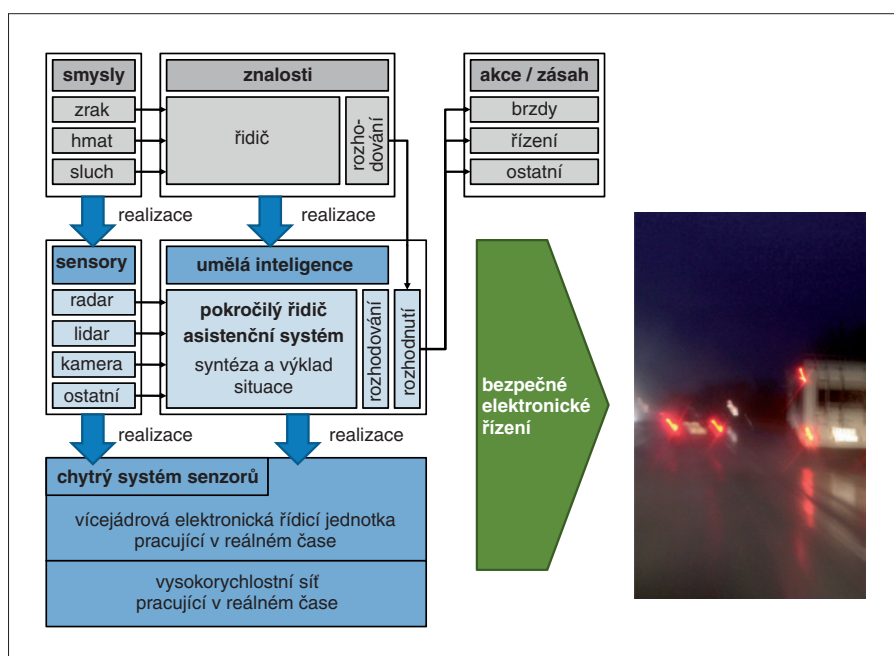 smysly
zrak
hmat
sluch
znalosti
řidič
rozho-
dování
akce / zásah
brzdy
řízení
ostatní
realizace
realizace
sensory
radar
lidar
kamera
ostatní
umělá inteligence
pokročilý řidič
asistenční systém
syntéza a výklad
situace
rozhodování
rozhodnutí
bezpečné
elektronické
řízení
realizace
realizace
chytrý systém senzorů
vícejádrová elektronická řídicí jednotka
pracující v reálném čase
vysokorychlostní síť
pracující v reálném čase